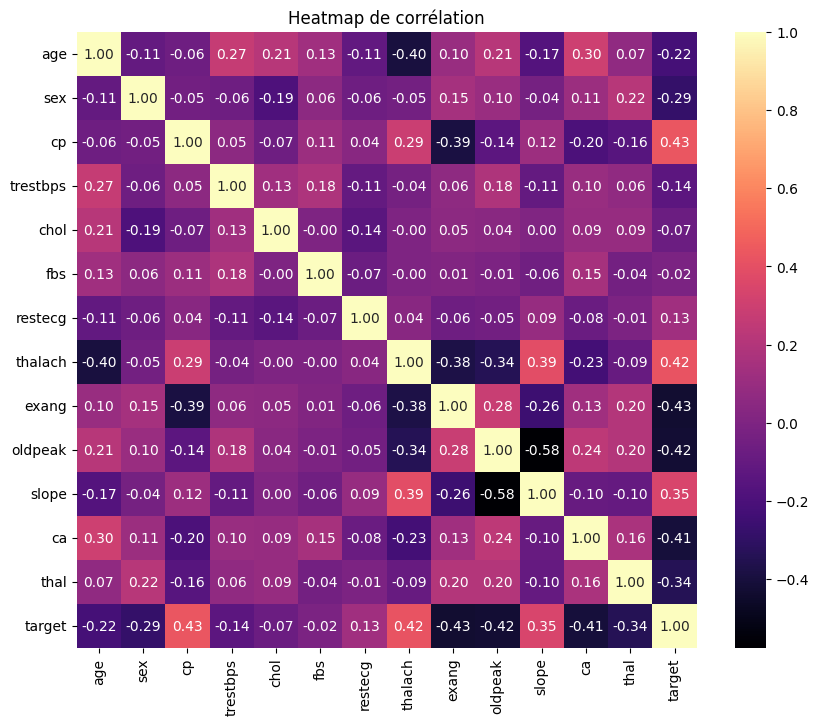 Heatmap de corrélation
age 1.00 -0.11 -0.06 0.27 0.21 0.13 -0.11 -0.40 0.10 0.21 -0.17 0.30 0.07 -0.22
sex -0.11 1.00 -0.05 -0.06 -0.19 0.06 -0.06 -0.05 0.15 0.10 -0.04 0.11 0.22 -0.29
cp -0.06 -0.05 1.00 0.05 -0.07 0.11 0.04 0.29 -0.39 -0.14 0.12 -0.20 -0.16 0.43
trestbps 0.27 -0.06 0.05 1.00 0.13 0.18 -0.11 -0.04 0.06 0.18 -0.11 0.10 0.06 -0.14
chol 0.21 -0.19 -0.07 0.13 1.00 -0.00 -0.14 -0.00 0.05 0.04 0.00 0.09 0.09 -0.07
fbs 0.13 0.06 0.11 0.18 -0.00 1.00 -0.07 -0.00 0.01 -0.01 -0.06 0.15 -0.04 -0.02
restecg -0.11 -0.06 0.04 -0.11 -0.14 -0.07 1.00 0.04 -0.06 -0.05 0.09 -0.08 -0.01 0.13
thalach -0.40 -0.05 0.29 -0.04 -0.00 -0.00 0.04 1.00 -0.38 -0.34 0.39 -0.23 -0.09 0.42
exang 0.10 0.15 -0.39 0.06 0.05 0.01 -0.06 -0.38 1.00 0.28 -0.26 0.13 0.20 -0.43
oldpeak 0.21 0.10 -0.14 0.18 0.04 -0.01 -0.05 -0.34 0.28 1.00 -0.58 0.24 0.20 -0.42
slope -0.17 -0.04 0.12 -0.11 0.00 -0.06 0.09 0.39 -0.26 -0.58 1.00 -0.10 -0.10 0.35
ca 0.30 0.11 -0.20 0.10 0.09 0.15 -0.08 -0.23 0.13 0.24 -0.10 1.00 0.16 -0.41
thal 0.07 0.22 -0.16 0.06 0.09 -0.04 -0.01 -0.09 0.20 0.20 -0.10 0.16 1.00 -0.34
target -0.22 -0.29 0.43 -0.14 -0.07 -0.02 0.13 0.42 -0.43 -0.42 0.35 -0.41 -0.34 1.00
age sex cp trestbps chol fbs restecg thalach exang oldpeak slope ca thal target
1.0
0.8
0.6
0.4
0.2
0.0
−0.2
−0.4